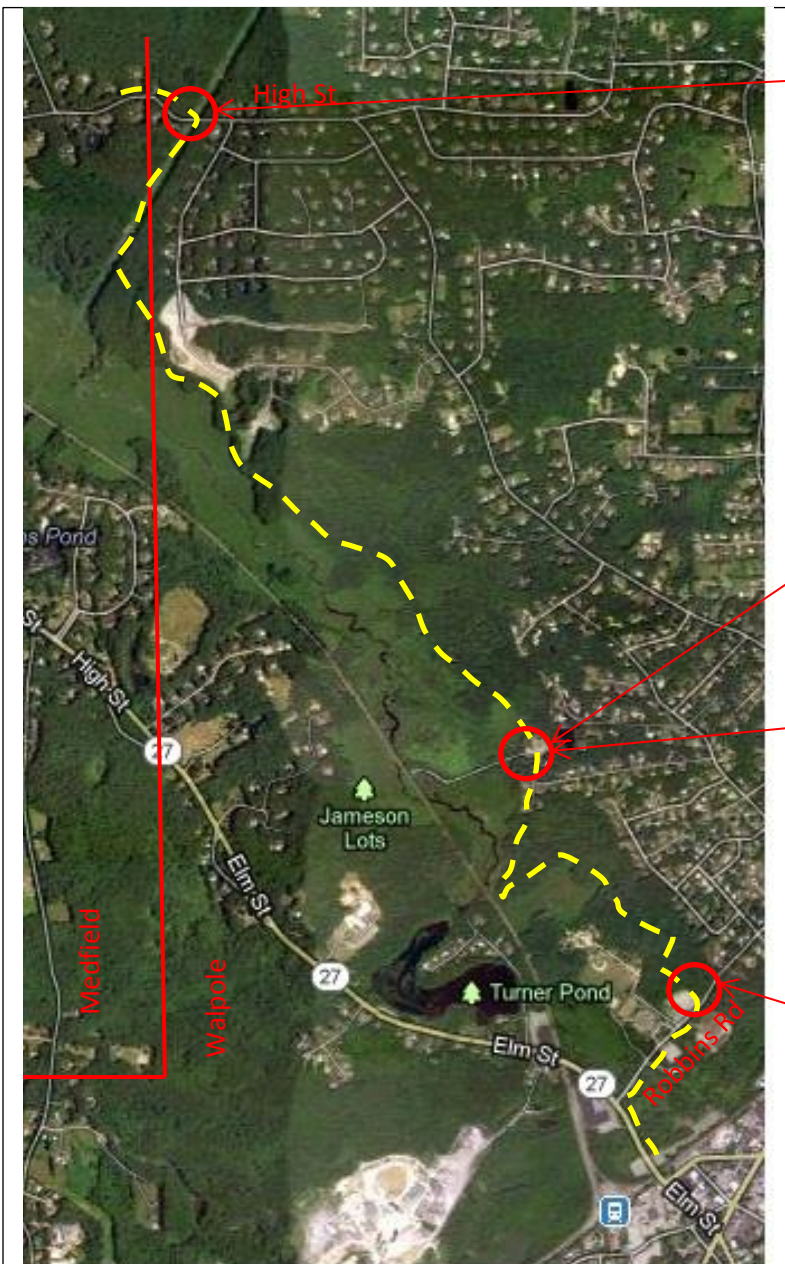 High St
ns Pond
St
High St
27
Jameson
Lots
Elm St
Medfield
Walpole
27
Turner Pond
Elm St
27
Robbins Rd
Elm St